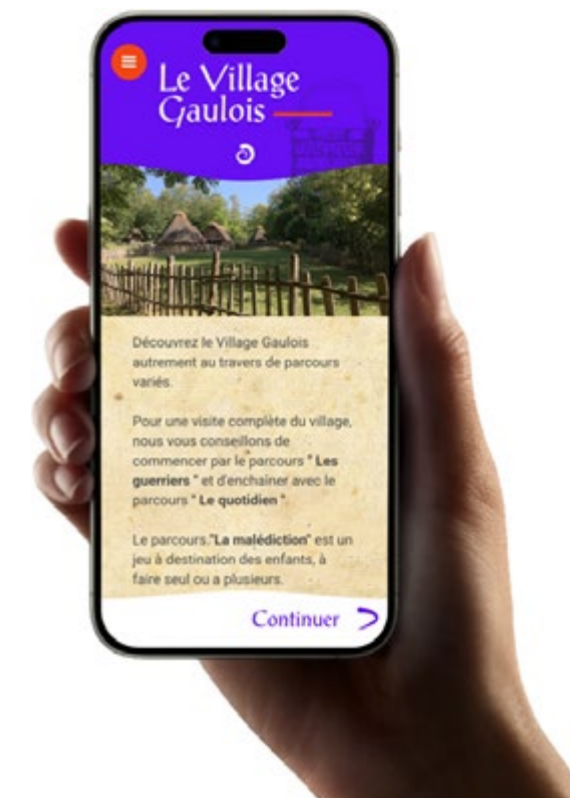 Le Village
Gaulois
Découvrez le Village Gaulois
autrement au travers de parcours
variés.
Pour une visite complète du village,
nous vous conseillons de
commencer par le parcours " Les
guerriers " et d'enchainer avec le
parcours " Le quotidien ".
Le parcours "La malédiction" est un
jeu à destination des enfants, à
faire seul ou a plusieurs.
Continuer